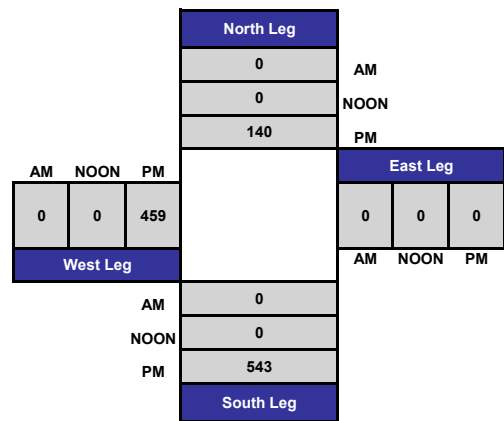 North Leg
0 AM
0 NOON
140 PM
AM NOON PM
East Leg
0 0 459
0 0 0
West Leg
AM NOON PM
AM 0
NOON 0
PM 543
South Leg